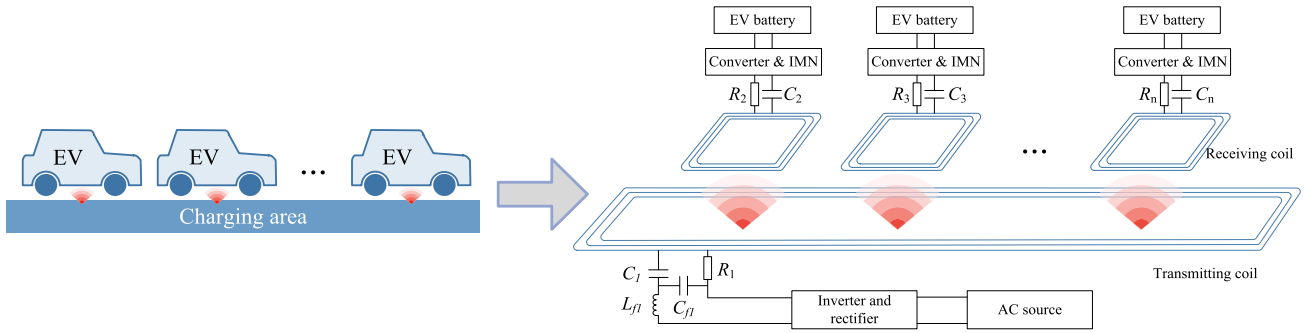 EV
EV
...
EV
Charging area
EV battery
EV battery
EV battery
Converter & IMN
Converter & IMN
Converter & IMN
R2
C2
R3
C3
Rn
Cn
...
Receiving coil
C1
R1
Transmitting coil
Lf1
Cf1
Inverter and
rectifier
AC source